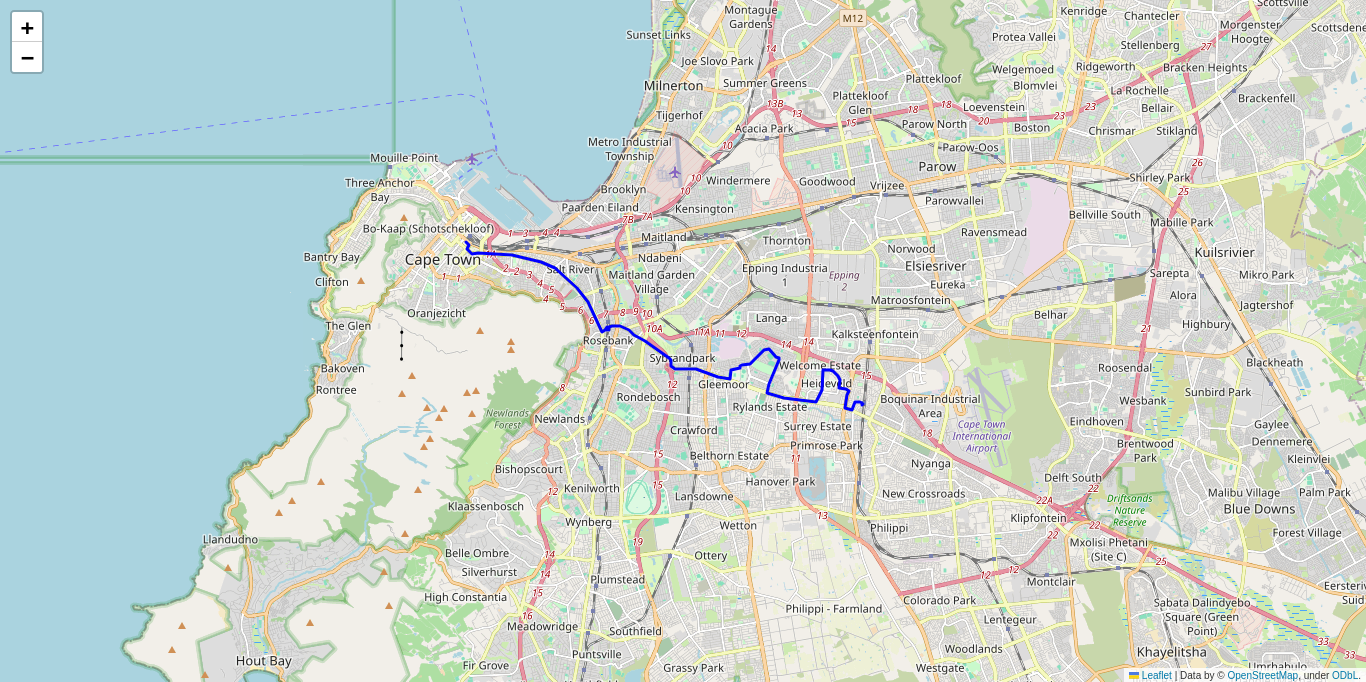 +
−
Montague
Gardens
M12
Kenridge
Chantecler
Scottsville
Morgenster
Hoogte
Scottsdene
Sunset Links
14
Protea Vallei
Stellenberg
27
Joe Slovo Park
Welgemoed
Ridgeworth
Bracken Heights
Milnerton
Summer Greens
Plattekloof
Blomvlei
La Rochelle
Plattekloof
Glen
Loevenstein
Bellair
Brackenfell
13B
18
18
23
Tijgerhof
Acacia Park
15
Parow North
20
Boston
Chrismar
Stikland
Metro Industrial
Township
10
Parow-Oos
Mouille Point
Parow
26
Three Anchor
Bay
10
Windermere
Goodwood
Vrijzee
Shirley Park
Brooklyn
10
25
Paarden Eiland
Kensington
Parowvallei
Bellville South
Mabille Park
7B
7A
Bo-Kaap (Schotschekloof)
1
3
4
4
Maitland
Thornton
Ravensmead
Norwood
Kuilsrivier
Bantry Bay
Cape Town
Ndabeni
Elsiesriver
Clifton
1
1
2
2
Salt River
Maitland Garden
Village
Epping Industria
1
Epping
2
Sarepta
Mikro Park
3
4
5
Eureka
4
5
6
Matroosfontein
Alora
Jagtershof
Oranjezicht
6
7
8
9
10
Langa
Belhar
Highbury
The Glen
10A
11A
11
12
Kalksteenfontein
21
Rosebank
14
Blackheath
Bakoven
Sybrandpark
Welcome Estate
15
Roosendal
Rontree
12
Gleemoor
Heideveld
Sunbird Park
Rondebosch
Boquinar Industrial
Area
Wesbank
Newlands
Forest
Newlands
Rylands Estate
Eindhoven
Gaylee
Crawford
Surrey Estate
18
Cape Town
International
Airport
Primrose Park
Brentwood
Park
Dennemere
Bishopscourt
15
Belthorn Estate
11
Nyanga
Kleinvlei
Hanover Park
Delft South
12
Kenilworth
15
Lansdowne
New Crossroads
22
Malibu Village
Palm Park
Klaassenbosch
22A
Driftsands
Nature
Reserve
Blue Downs
13
Wynberg
Wetton
Philippi
Klipfontein
22
Forest Village
Llandudno
19
22
Mxolisi Phetani
(Site C)
Belle Ombre
14
Ottery
25
Silverhurst
14
Plumstead
12
12
Montclair
High Constantia
15
Colorado Park
Sabata Dalindyebo
Square (Green
Point)
Philippi - Farmland
Lentegeur
Meadowridge
Southfield
33
Hout Bay
16
Puntsville
Woodlands
Khayelitsha
Fir Grove
Grassy Park
Westgate
Umrhabulo
Leaflet | Data by © OpenStreetMap, under ODbL.